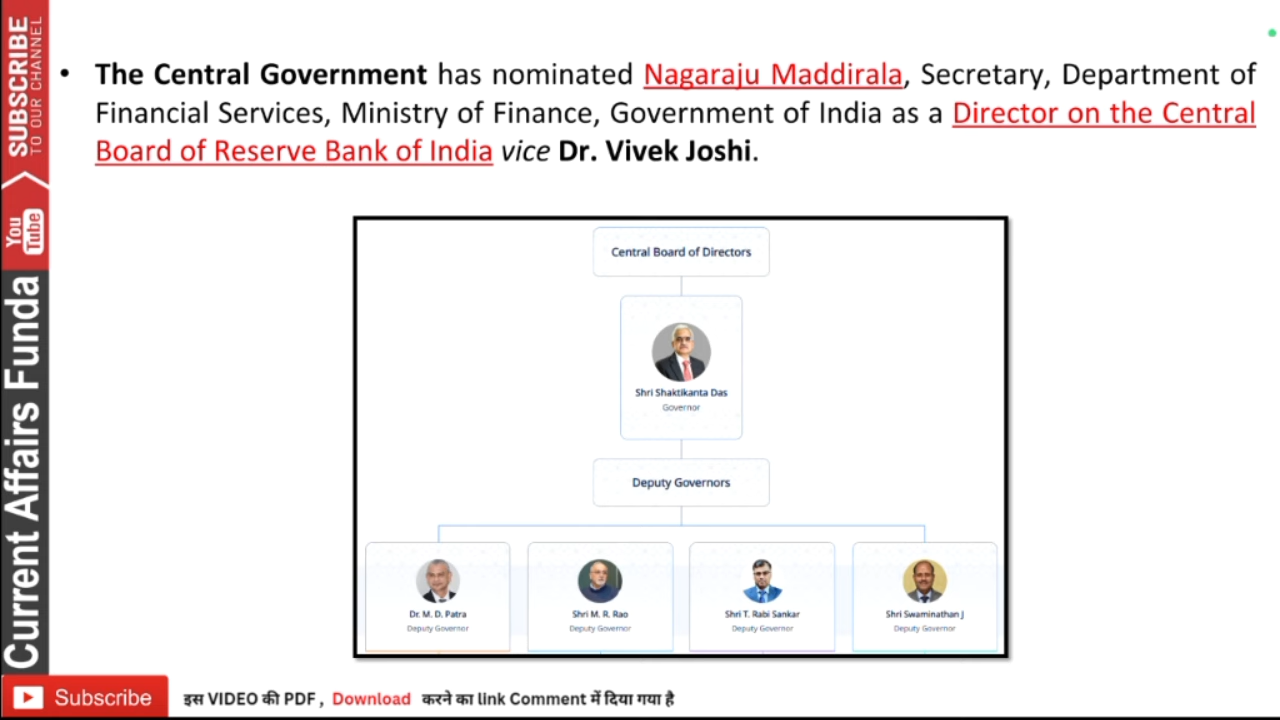 • The Central Government has nominated Nagaraju Maddirala, Secretary, Department of
Financial Services, Ministry of Finance, Government of India as a Director on the Central
Board of Reserve Bank of India vice Dr. Vivek Joshi.
Central Board of Directors
Shri Shaktikanta Das
Governor
Deputy Governors
Dr. M. D. Patra
Deputy Governor
Shri M. R. Rao
Deputy Governor
Shri T. Rabi Sankar
Deputy Governor
Shri Swaminathan J
Deputy Governor
SUBSCRIBE
TO OUR CHANNEL
You
Tube
Current Affairs Funda
Subscribe
इस VIDEO की PDF , Download करने का link Comment में दिया गया है